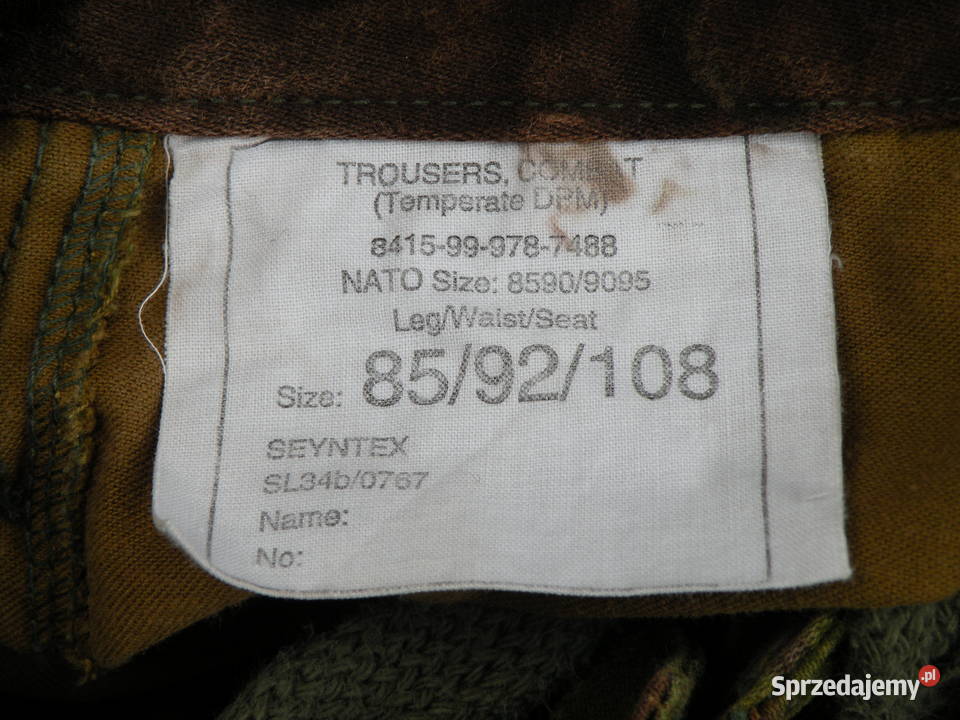 TROUSERS, COMBAT
(Temperate DPM)
8415-99-978-7488
NATO Size: 8590/9095
Leg/Waist/Seat
Size: 85/92/108
SEYNTEX
SL34b/0767
Name:
No:
Sprzedajemy.pl